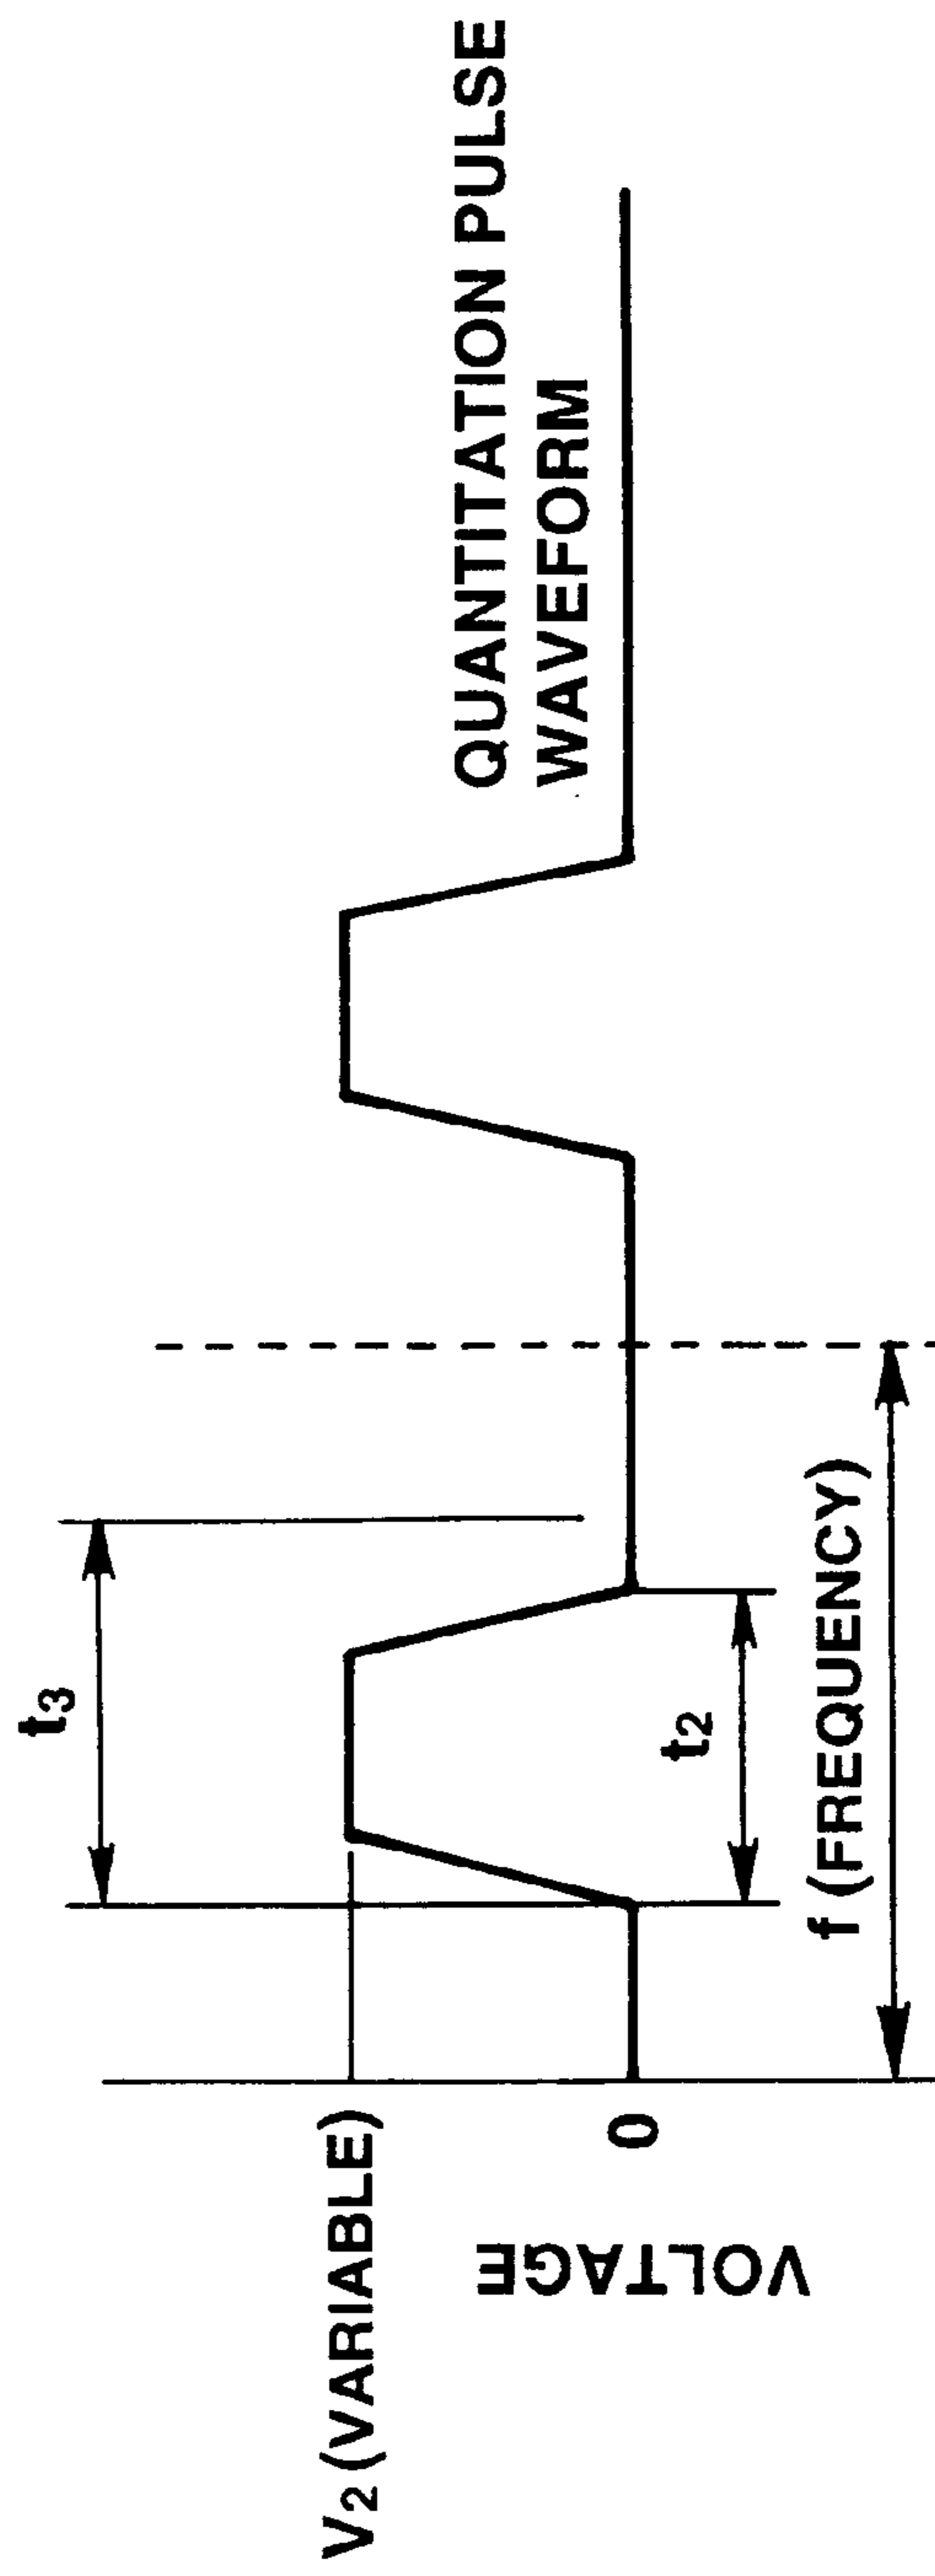 t3
V2 (VARIABLE)
QUANTITATION PULSE
WAVEFORM
VOLTAGE
0
t2
f (FREQUENCY)